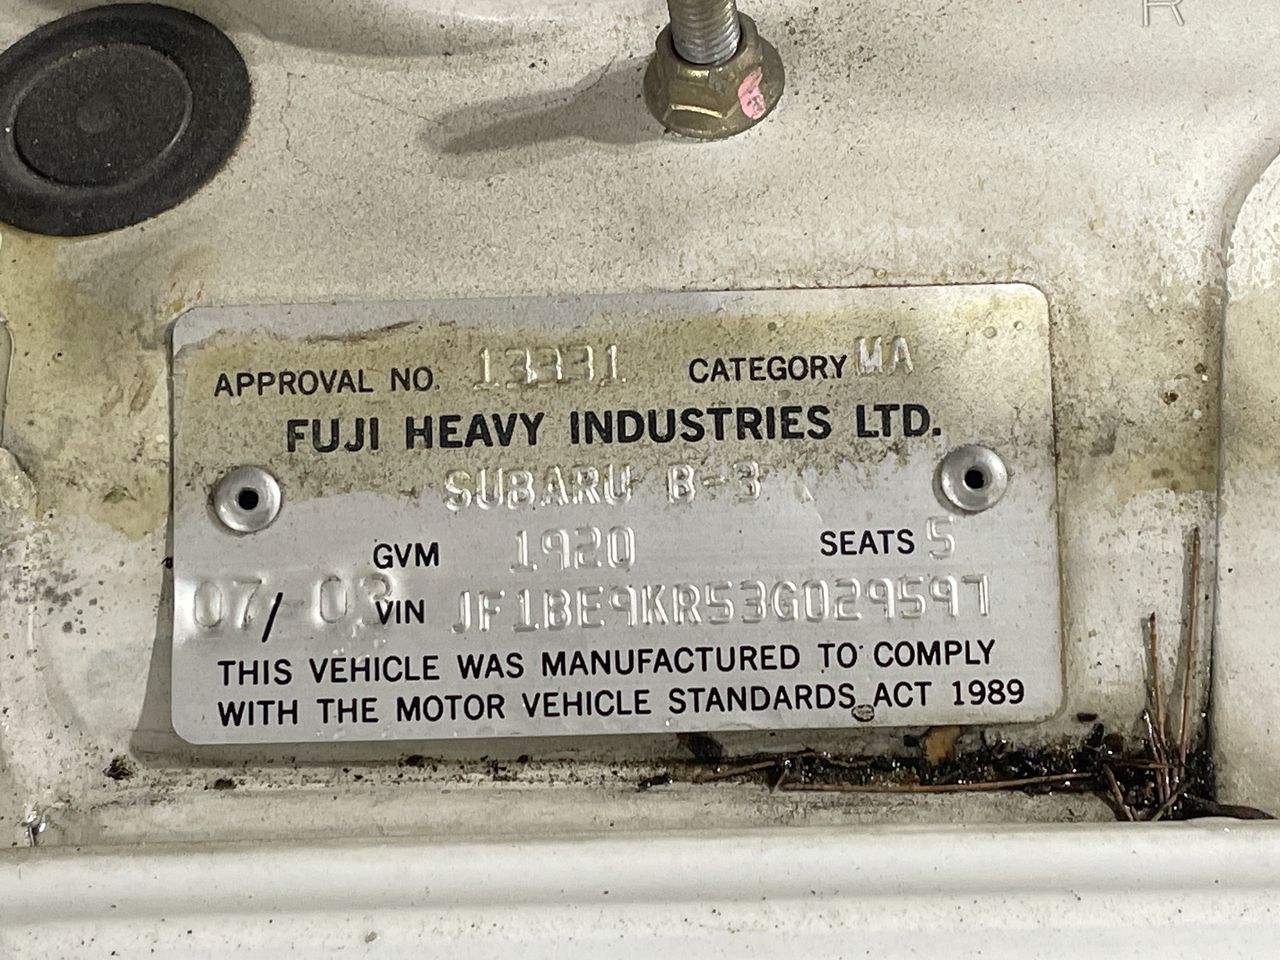 R
APPROVAL NO. 13331 CATEGORY MA
FUJI HEAVY INDUSTRIES LTD.
SUBARU B-3
GVM 1920 SEATS 5
07/03 VIN JF1BE9KR53G029597
THIS VEHICLE WAS MANUFACTURED TO COMPLY
WITH THE MOTOR VEHICLE STANDARDS ACT 1989